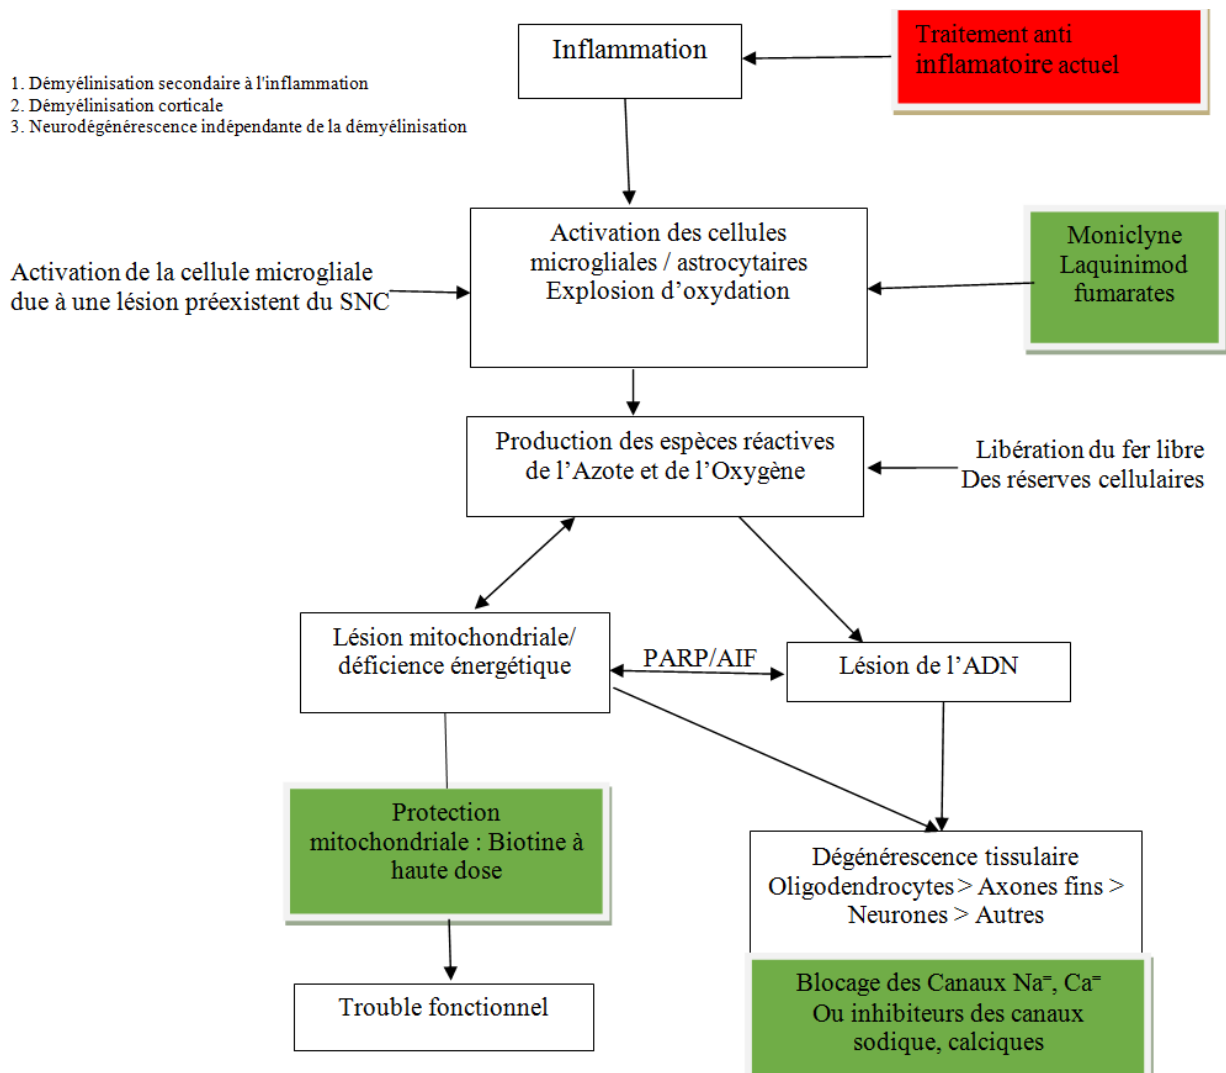 Inflammation
Traitement anti
inflamatoire actuel
1. Démyélinisation secondaire à l'inflammation
2. Démyélinisation corticale
3. Neurodégénérescence indépendante de la démyélinisation
Activation des cellules
microgliales / astrocytaires
Explosion d’oxydation
Moniclyne
Laquinimod
fumarates
Activation de la cellule microgliale
due à une lésion préexistent du SNC
Production des espèces réactives
de l’Azote et de l’Oxygène
Libération du fer libre
Des réserves cellulaires
Lésion mitochondriale/
déficience énergétique
PARP/AIF
Lésion de l’ADN
Protection
mitochondriale : Biotine à
haute dose
Dégénérescence tissulaire
Oligodendrocytes > Axones fins >
Neurones > Autres
Trouble fonctionnel
Blocage des Canaux Na⁼, Ca⁼
Ou inhibiteurs des canaux
sodique, calciques